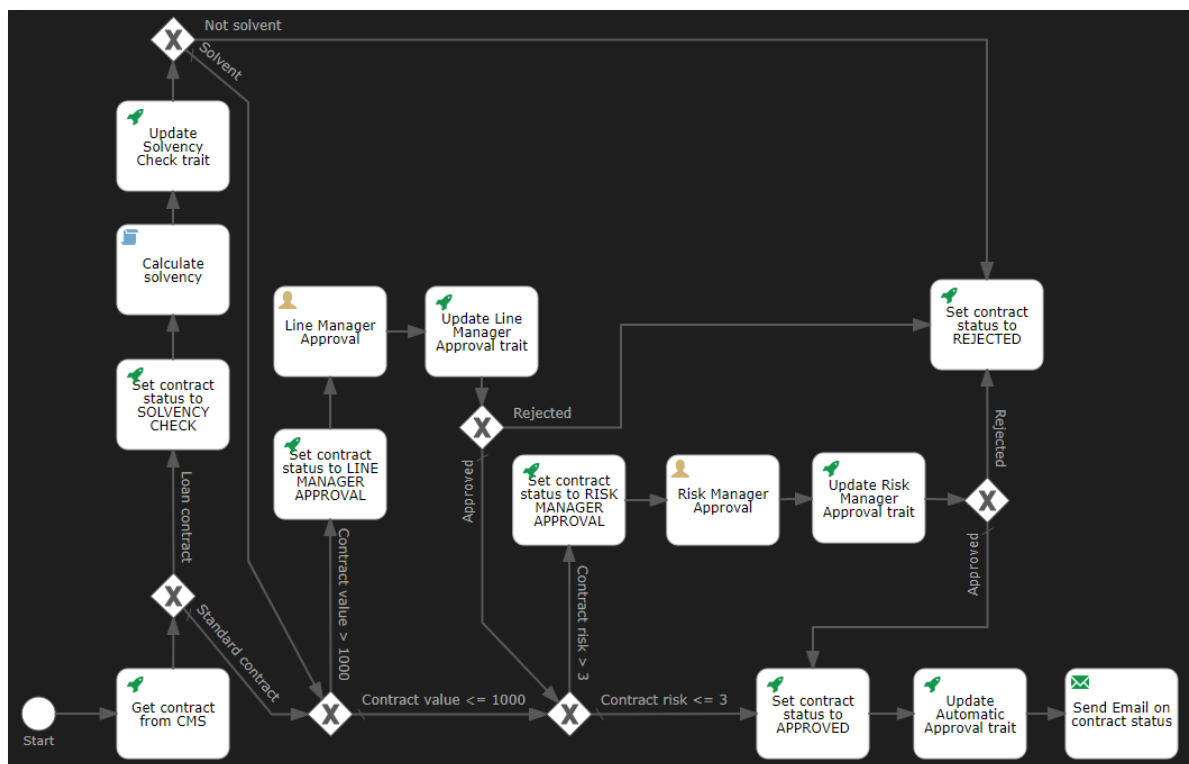 Not solvent
Solvent
Update
Solvency
Check trait
Calculate
solvency
Set contract
status to
SOLVENCY
CHECK
Loan contract
Standard contract
Get contract
from CMS
Start
Line Manager
Approval
Update Line
Manager
Approval trait
Set contract
status to LINE
MANAGER
APPROVAL
Contract value > 1000
Contract value <= 1000
Rejected
Approved
Set contract
status to RISK
MANAGER
APPROVAL
Risk Manager
Approval
Update Risk
Manager
Approval trait
Contract risk > 3
Contract risk <= 3
Set contract
status to
REJECTED
Rejected
Approved
Set contract
status to
APPROVED
Update
Automatic
Approval trait
Send Email on
contract status